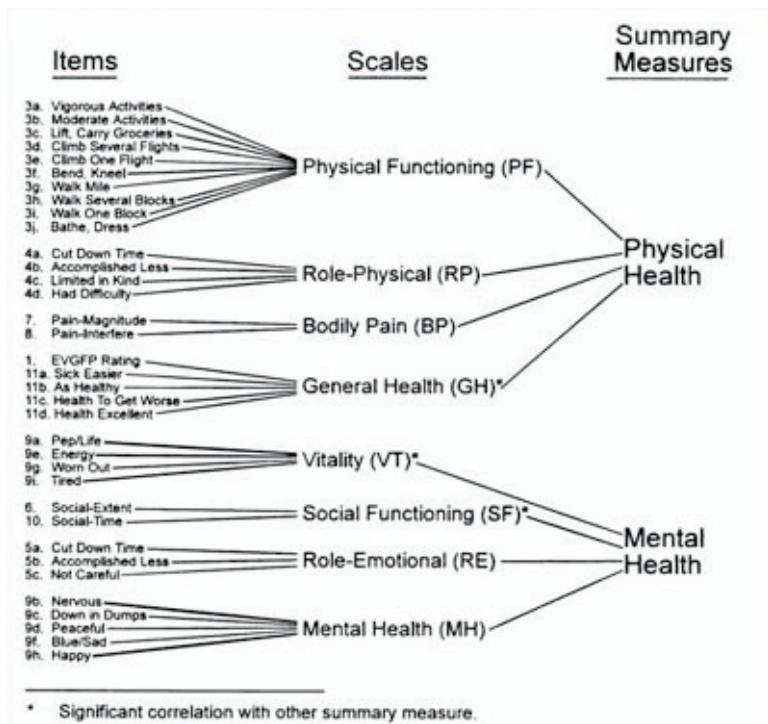 Items
Scales
Summary
Measures
3a. Vigorous Activities
3b. Moderate Activities
3c. Lift, Carry Groceries
3d. Climb Several Flights
3e. Climb One Flight
3f. Bend, Kneel
3g. Walk Mile
3h. Walk Several Blocks
3i. Walk One Block
3j. Bathe, Dress
Physical Functioning (PF)
4a. Cut Down Time
4b. Accomplished Less
4c. Limited in Kind
4d. Had Difficulty
Role-Physical (RP)
7. Pain-Magnitude
8. Pain-Interfere
Bodily Pain (BP)
1. EVGFP Rating
11a. Sick Easier
11b. As Healthy
11c. Health To Get Worse
11d. Health Excellent
General Health (GH)*
Physical
Health
9a. Pep/Life
9e. Energy
9g. Worn Out
9i. Tired
Vitality (VT)*
6. Social-Extent
10. Social-Time
Social Functioning (SF)*
5a. Cut Down Time
5b. Accomplished Less
5c. Not Careful
Role-Emotional (RE)
9b. Nervous
9c. Down in Dumps
9d. Peaceful
9f. Blue/Sad
9h. Happy
Mental Health (MH)
Mental
Health
* Significant correlation with other summary measure.